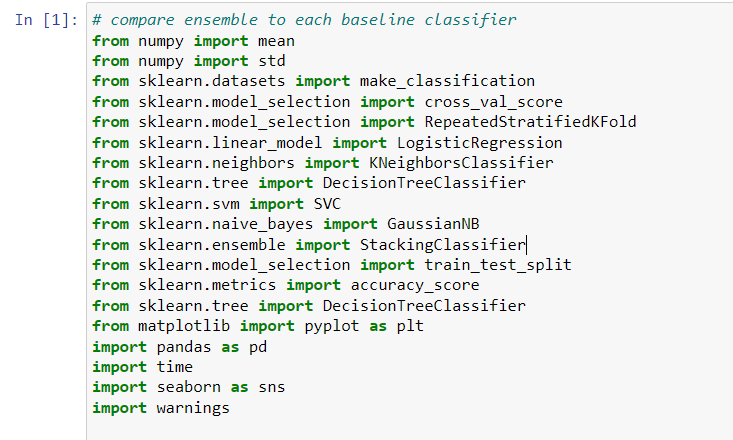 In [1]: # compare ensemble to each baseline classifier
from numpy import mean
from numpy import std
from sklearn.datasets import make_classification
from sklearn.model_selection import cross_val_score
from sklearn.model_selection import RepeatedStratifiedKFold
from sklearn.linear_model import LogisticRegression
from sklearn.neighbors import KNeighborsClassifier
from sklearn.tree import DecisionTreeClassifier
from sklearn.svm import SVC
from sklearn.naive_bayes import GaussianNB
from sklearn.ensemble import StackingClassifier
from sklearn.model_selection import train_test_split
from sklearn.metrics import accuracy_score
from sklearn.tree import DecisionTreeClassifier
from matplotlib import pyplot as plt
import pandas as pd
import time
import seaborn as sns
import warnings